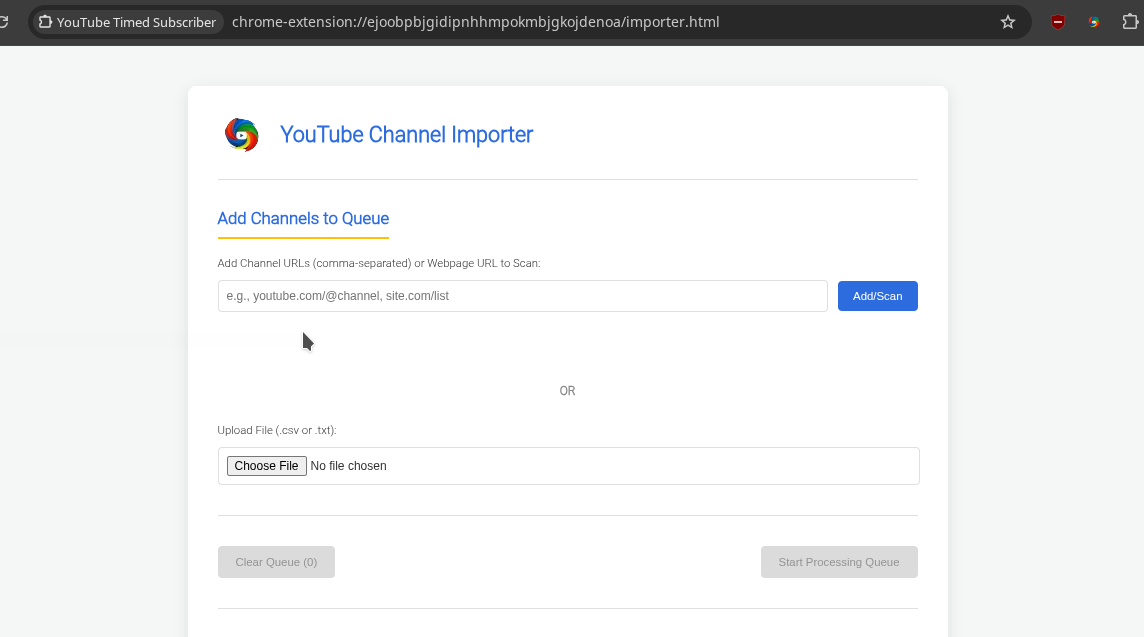 YouTube Timed Subscriber chrome-extension://ejoobpbjgidipnhhmpokmbjgkojdenoa/importer.html
YouTube Channel Importer
Add Channels to Queue
Add Channel URLs (comma-separated) or Webpage URL to Scan:
e.g., youtube.com/@channel, site.com/list Add/Scan
OR
Upload File (.csv or .txt):
Choose File No file chosen
Clear Queue (0) Start Processing Queue